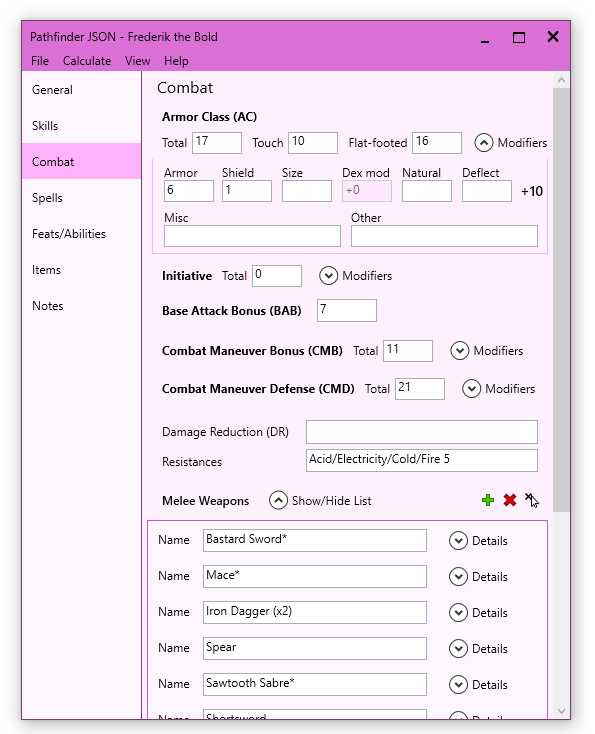 Pathfinder JSON - Frederik the Bold
File Calculate View Help
General
Skills
Combat
Spells
Feats/Abilities
Items
Notes
Combat
Armor Class (AC)
Total 17 Touch 10 Flat-footed 16 Modifiers
Armor Shield Size Dex mod Natural Deflect
6 1 +0 +10
Misc Other
Initiative Total 0 Modifiers
Base Attack Bonus (BAB) 7
Combat Maneuver Bonus (CMB) Total 11 Modifiers
Combat Maneuver Defense (CMD) Total 21 Modifiers
Damage Reduction (DR)
Resistances Acid/Electricity/Cold/Fire 5
Melee Weapons Show/Hide List
Name Bastard Sword* Details
Name Mace* Details
Name Iron Dagger (x2) Details
Name Spear Details
Name Sawtooth Sabre* Details
Name Shortsword Details